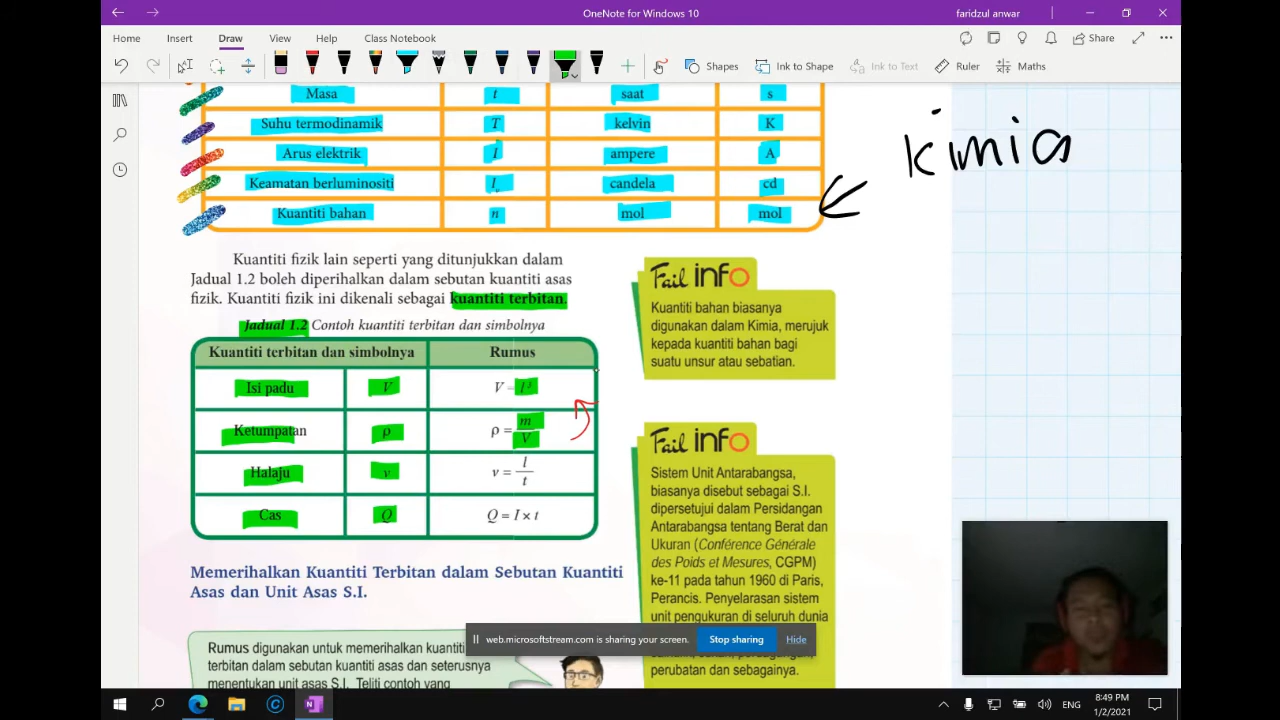 OneNote for Windows 10
faridzul anwar
Home Insert Draw View Help Class Notebook
Share
Shapes Ink to Shape Ink to Text Ruler Maths
Masa t saat s
Suhu termodinamik T kelvin K
Arus elektrik I ampere A
Keamatan berluminositi candela cd
Kuantiti bahan n mol mol
kimia
Kuantiti fizik lain seperti yang ditunjukkan dalam
Jadual 1.2 boleh diperihalkan dalam sebutan kuantiti asas
fizik. Kuantiti fizik ini dikenali sebagai kuantiti terbitan.
Jadual 1.2 Contoh kuantiti terbitan dan simbolnya
Kuantiti terbitan dan simbolnya Rumus
Isi padu V V = l³
Ketumpatan ρ ρ = m/V
Halaju v v = l/t
Cas Q Q = I × t
Memerihalkan Kuantiti Terbitan dalam Sebutan Kuantiti
Asas dan Unit Asas S.I.
Rumus digunakan untuk memerihalkan kuantiti
terbitan dalam sebutan kuantiti asas dan seterusnya
menentukan unit asas S.I. Teliti contoh yang
Fail info
Kuantiti bahan biasanya
digunakan dalam Kimia, merujuk
kepada kuantiti bahan bagi
suatu unsur atau sebatian.
Fail info
Sistem Unit Antarabangsa,
biasanya disebut sebagai S.I.
dipersetujui dalam Persidangan
Antarabangsa tentang Berat dan
Ukuran (Conférence Générale
des Poids et Mesures, CGPM)
ke-11 pada tahun 1960 di Paris,
Perancis. Penyelarasan sistem
unit pengukuran di seluruh dunia
perubatan dan sebagainya.
web.microsoftstream.com is sharing your screen. Stop sharing Hide
ENG
8:49 PM
1/2/2021